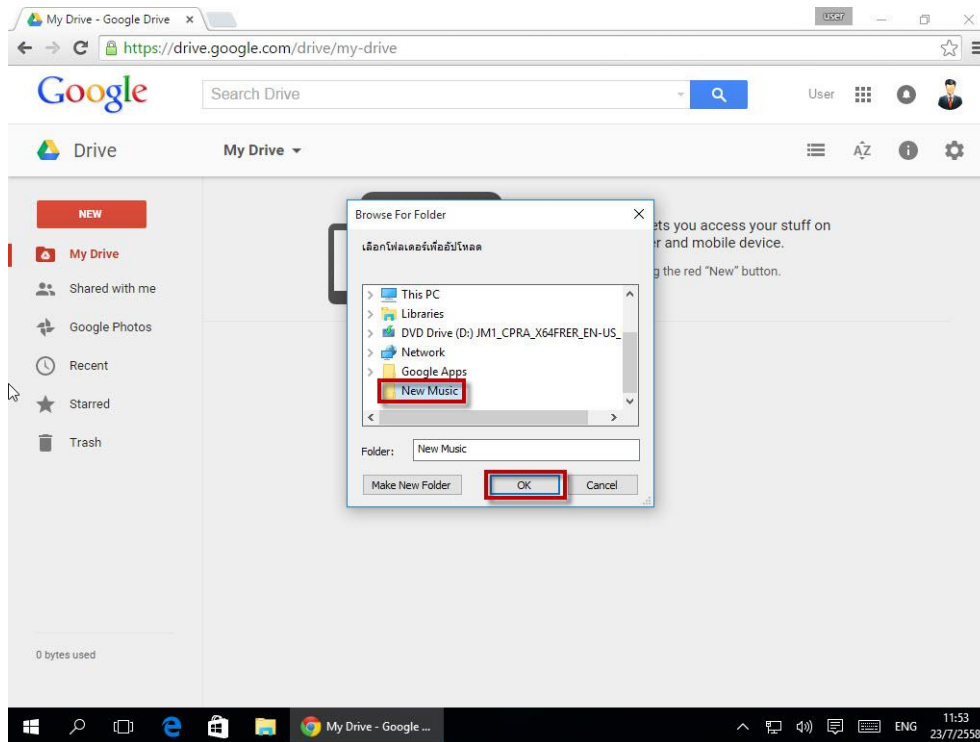 My Drive - Google Drive
user
https://drive.google.com/drive/my-drive
Google
Search Drive
User
Drive
My Drive
AZ
NEW
My Drive
Shared with me
Google Photos
Recent
Starred
Trash
0 bytes used
ets you access your stuff on
r and mobile device.
g the red "New" button.
Browse For Folder
เลือกโฟลเดอร์เพื่ออัปโหลด
This PC
Libraries
DVD Drive (D:) JM1_CPRA_X64FRER_EN-US_
Network
Google Apps
New Music
Folder: New Music
Make New Folder
OK
Cancel
My Drive - Google ...
ENG
11:53
23/7/2558